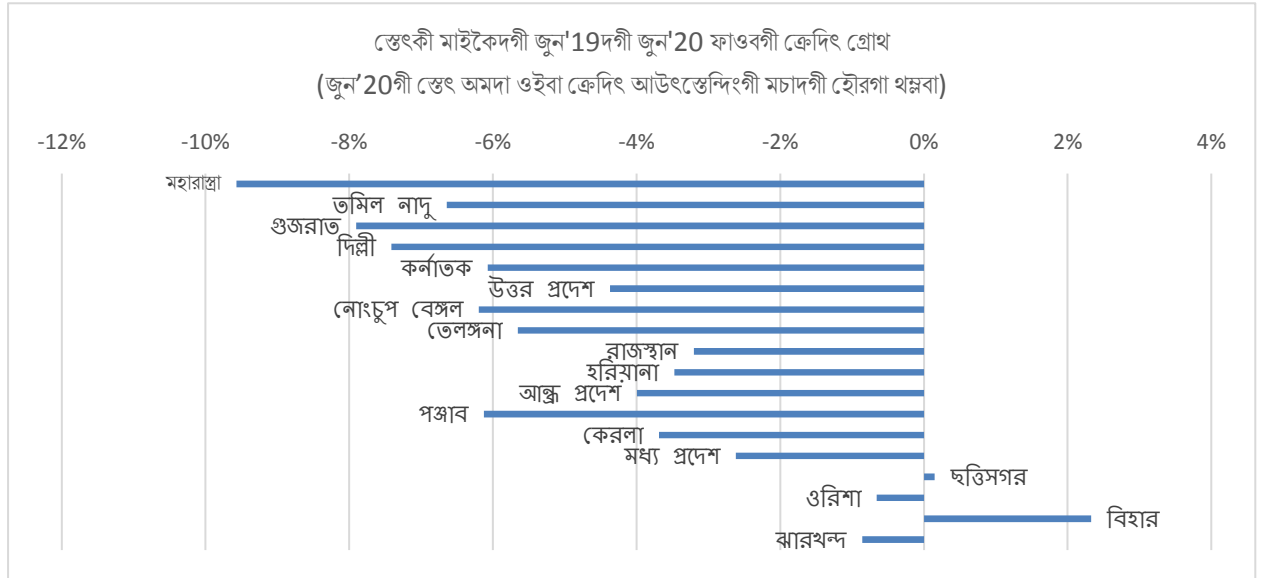 স্তেৎকী মাইকৈদগী জুন'19দগী জুন'20 ফাওবগী ক্রেদিৎ গ্রোথ
(জুন’20গী স্তেৎ অমদা ওইবা ক্রেদিৎ আউৎস্তেন্দিংগী মচাদগী হৌরগা থম্লবা)
-12% -10% -8% -6% -4% -2% 0% 2% 4%
মহারাস্ত্রা
তমিল নাদু
গুজরাত
দিল্লী
কর্নাতক
উত্তর প্রদেশ
নোংচুপ বেঙ্গল
তেলঙ্গনা
রাজস্থান
হরিয়ানা
আন্ধ্র প্রদেশ
পঞ্জাব
কেরলা
মধ্য প্রদেশ
ছত্তিসগর
ওরিশা
বিহার
ঝারখন্দ